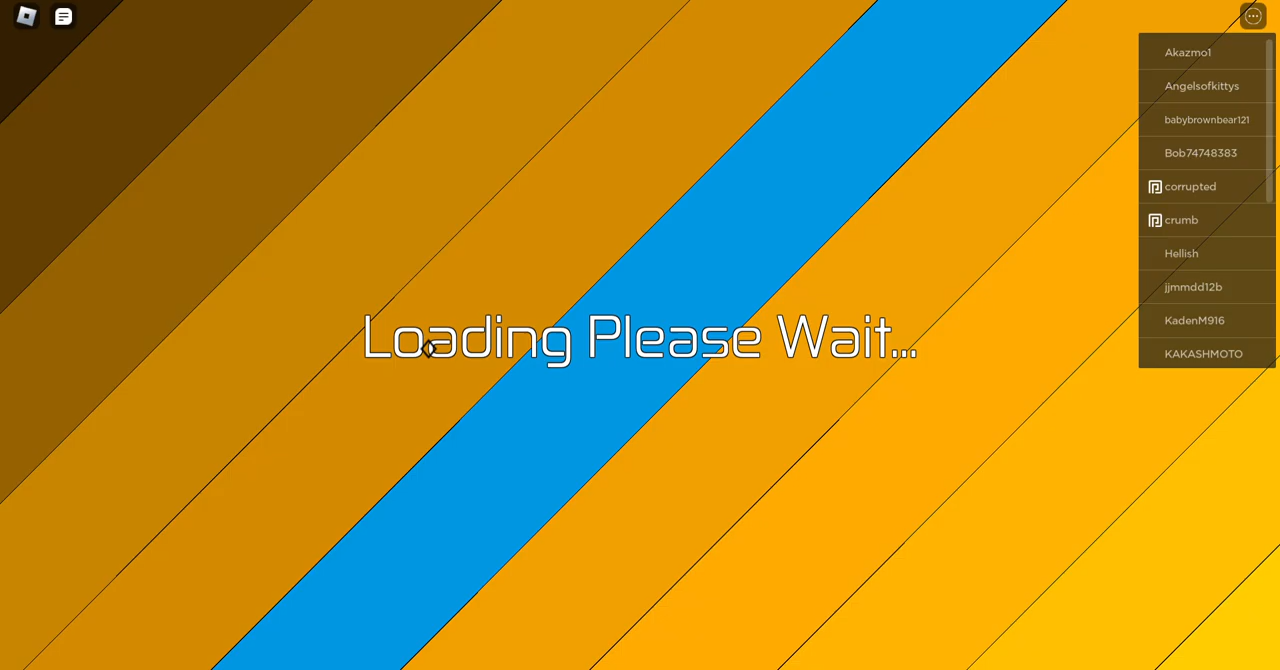 Akazmo1
Angelsofkittys
babybrownbear121
Bob74748383
corrupted
crumb
Hellish
jjmmdd12b
KadenM916
KAKASHMOTO
Loading Please Wait...